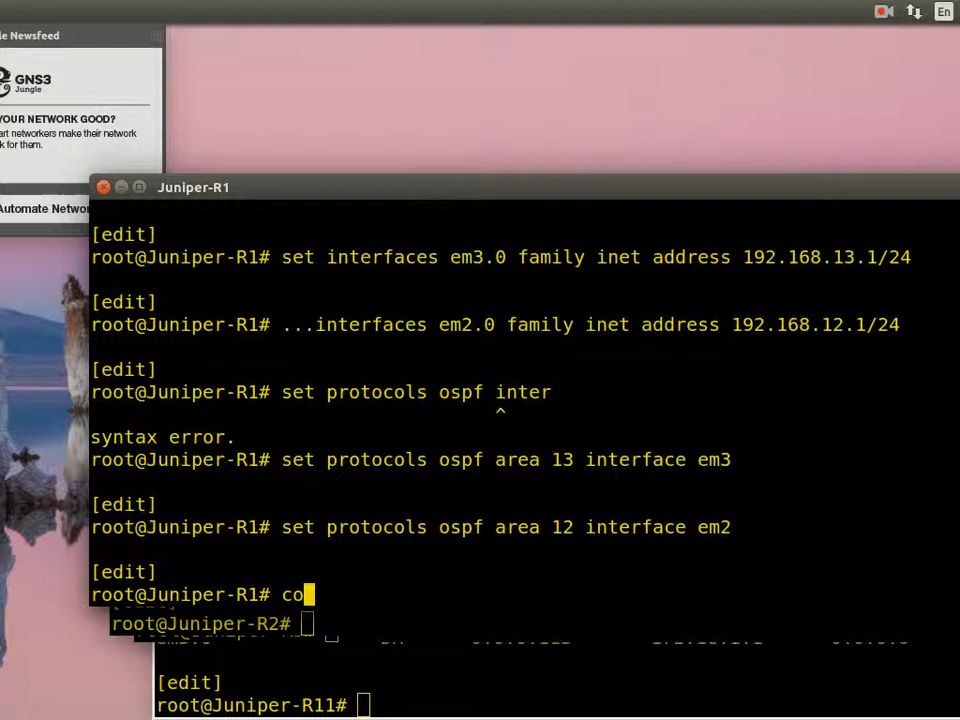 En
le Newsfeed
GNS3
Jungle
YOUR NETWORK GOOD?
art networkers make their network
k for them.
Juniper-R1
Automate Networ
[edit]
root@Juniper-R1# set interfaces em3.0 family inet address 192.168.13.1/24
[edit]
root@Juniper-R1# ...interfaces em2.0 family inet address 192.168.12.1/24
[edit]
root@Juniper-R1# set protocols ospf inter
^
syntax error.
root@Juniper-R1# set protocols ospf area 13 interface em3
[edit]
root@Juniper-R1# set protocols ospf area 12 interface em2
[edit]
root@Juniper-R1# co
root@Juniper-R2#
[edit]
root@Juniper-R11#